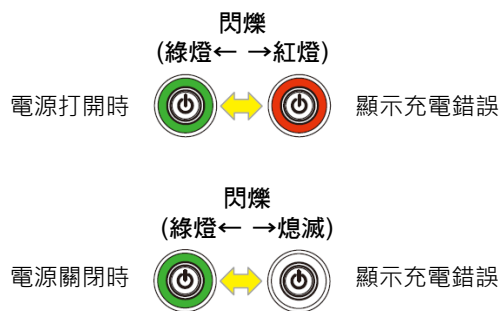 閃爍
(綠燈← →紅燈)
電源打開時
顯示充電錯誤
閃爍
(綠燈← →熄滅)
電源關閉時
顯示充電錯誤